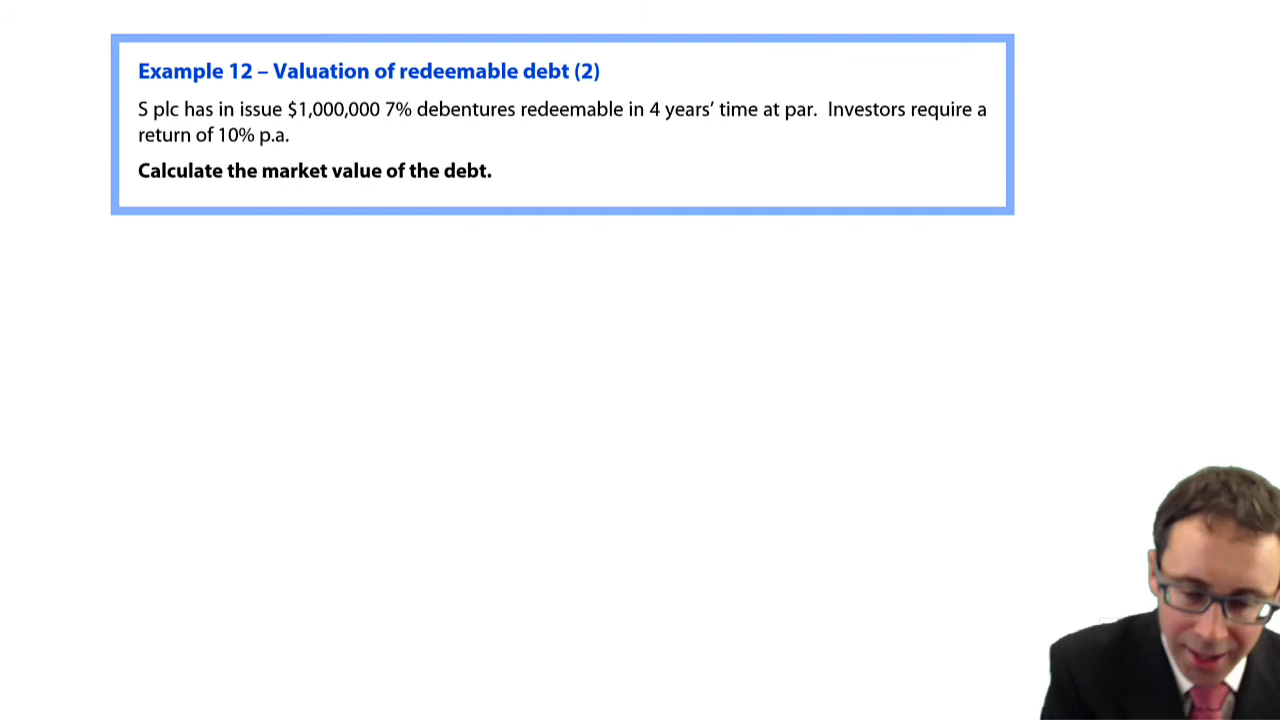 Example 12 – Valuation of redeemable debt (2)
S plc has in issue $1,000,000 7% debentures redeemable in 4 years’ time at par.  Investors require a
return of 10% p.a.
Calculate the market value of the debt.